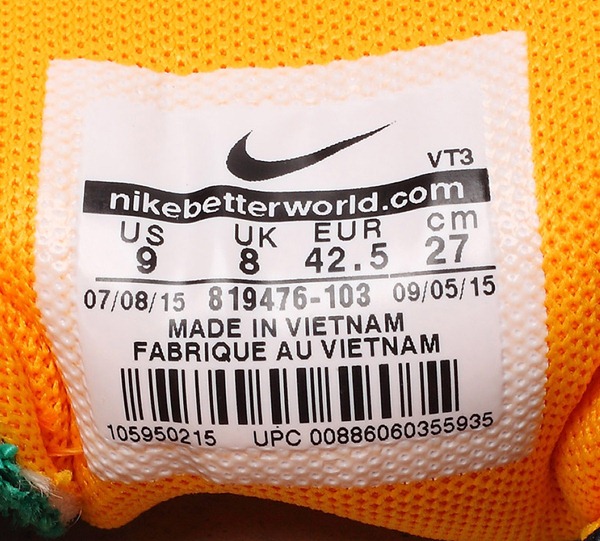 VT3
nikebetterworld.com
US UK EUR cm
9 8 42.5 27
07/08/15 819476-103 09/05/15
MADE IN VIETNAM
FABRIQUE AU VIETNAM
105950215 UPC 00886060355935